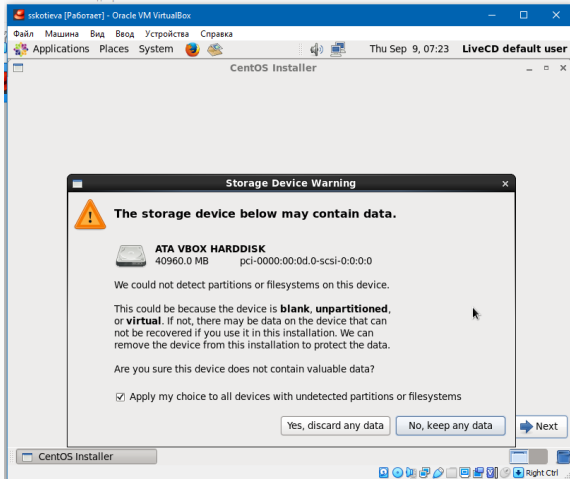 sskotieva [Работает] - Oracle VM VirtualBox
Файл Машина Вид Ввод Устройства Справка
Applications Places System Thu Sep 9, 07:23 LiveCD default user
CentOS Installer
Storage Device Warning
The storage device below may contain data.
ATA VBOX HARDDISK
40960.0 MB pci-0000:00:0d.0-scsi-0:0:0:0
We could not detect partitions or filesystems on this device.
This could be because the device is blank, unpartitioned,
or virtual. If not, there may be data on the device that can
not be recovered if you use it in this installation. We can
remove the device from this installation to protect the data.
Are you sure this device does not contain valuable data?
Apply my choice to all devices with undetected partitions or filesystems
Yes, discard any data No, keep any data Next
CentOS Installer
Right Ctrl